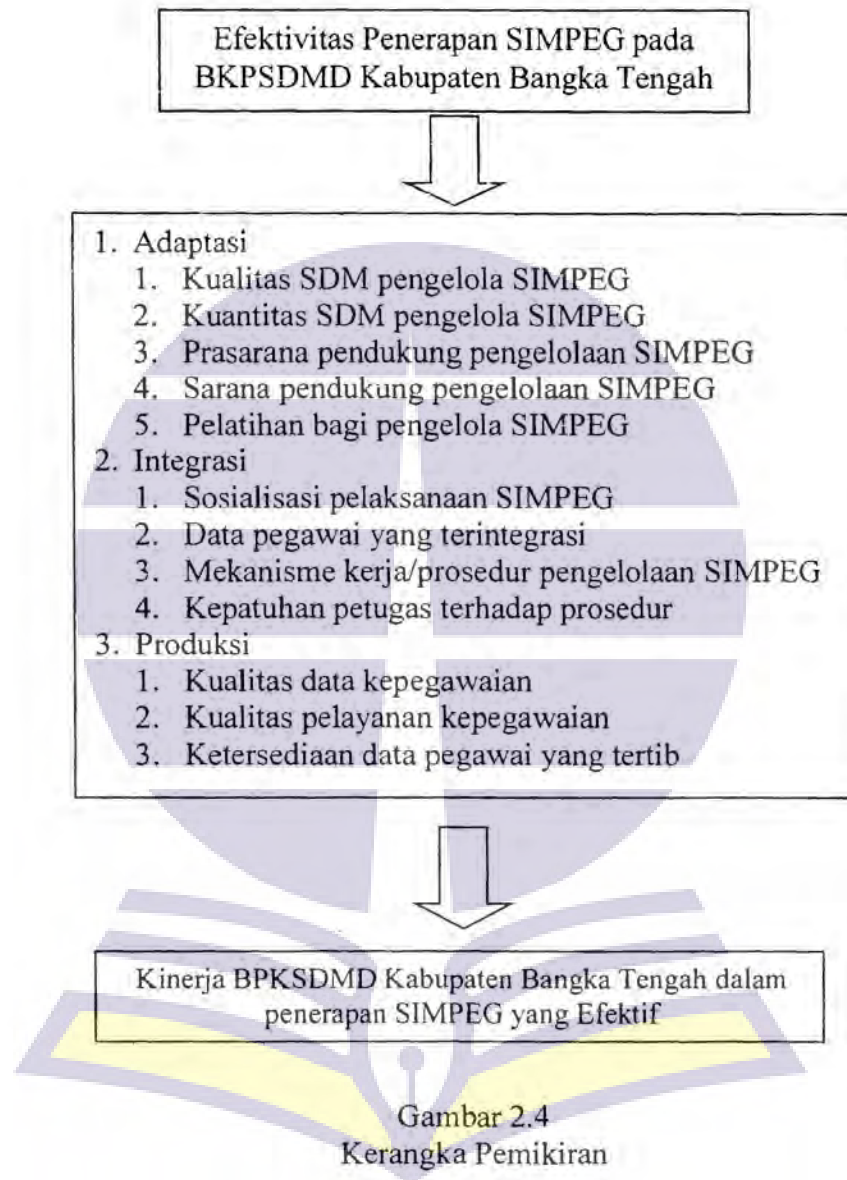 Efektivitas Penerapan SIMPEG pada
BKPSDMD Kabupaten Bangka Tengah
1. Adaptasi
1. Kualitas SDM pengelola SIMPEG
2. Kuantitas SDM pengelola SIMPEG
3. Prasarana pendukung pengelolaan SIMPEG
4. Sarana pendukung pengelolaan SIMPEG
5. Pelatihan bagi pengelola SIMPEG
2. Integrasi
1. Sosialisasi pelaksanaan SIMPEG
2. Data pegawai yang terintegrasi
3. Mekanisme kerja/prosedur pengelolaan SIMPEG
4. Kepatuhan petugas terhadap prosedur
3. Produksi
1. Kualitas data kepegawaian
2. Kualitas pelayanan kepegawaian
3. Ketersediaan data pegawai yang tertib
Kinerja BPKSDMD Kabupaten Bangka Tengah dalam
penerapan SIMPEG yang Efektif
Gambar 2.4
Kerangka Pemikiran